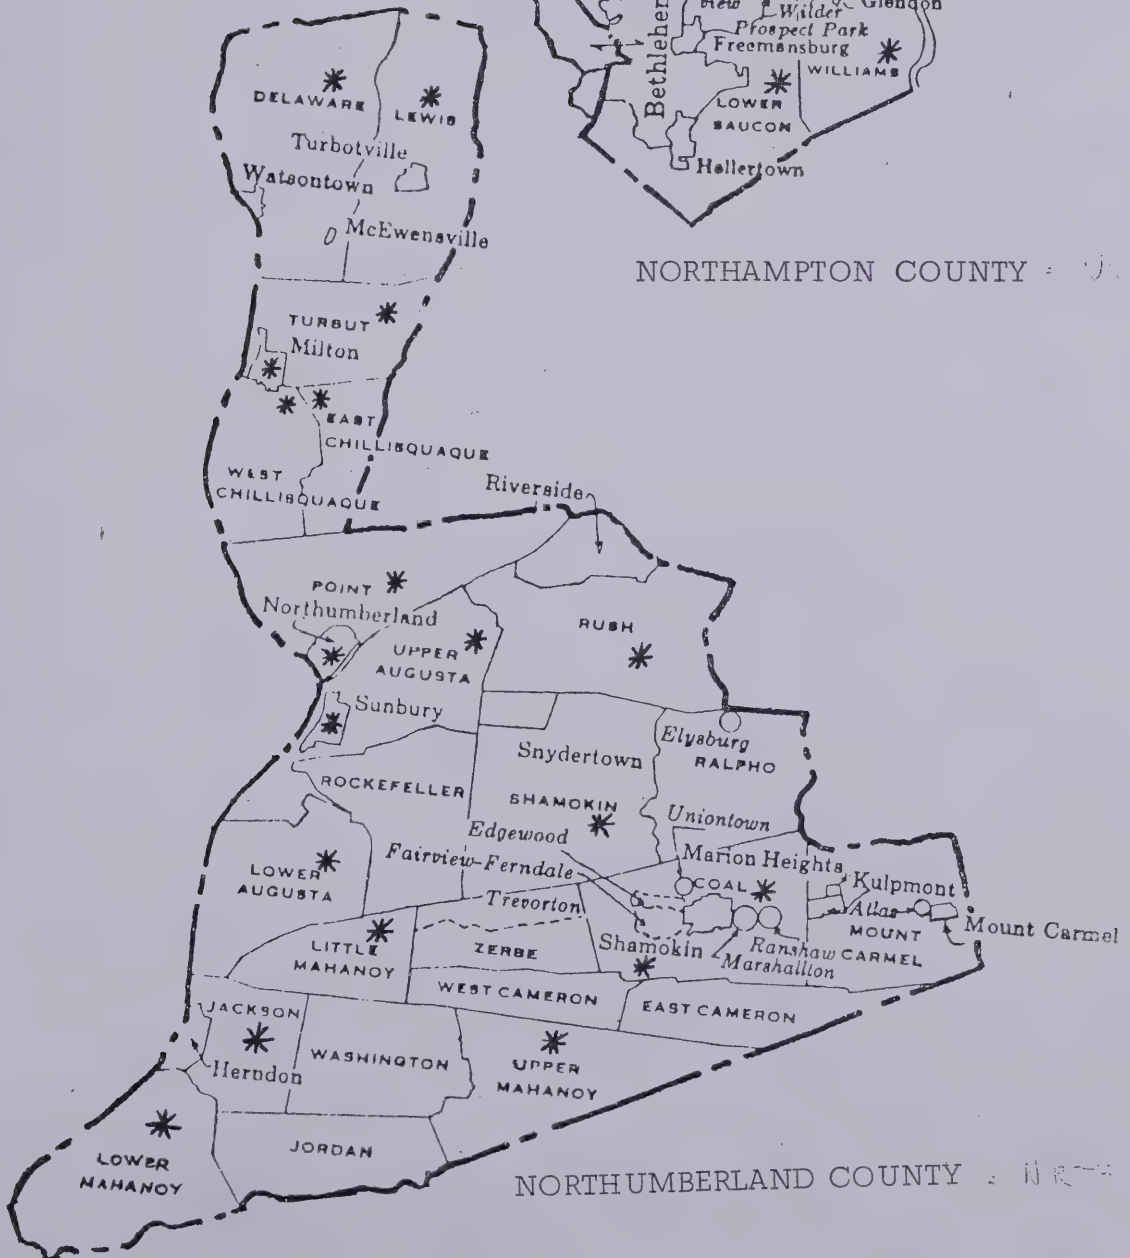 New Wilder Glendon
Prospect Park
Freemansburg
WILLIAMS
Bethlehem
LOWER
SAUCON
Hellertown
NORTHAMPTON COUNTY
DELAWARE
LEWIS
Turbotville
Watsontown
McEwensville
TURBUT
Milton
EAST
CHILLISQUAQUE
WEST
CHILLISQUAQUE
Riverside
POINT
Northumberland
RUSH
UPPER
AUGUSTA
Sunbury
Elysburg
RALPHO
Snydertown
ROCKEFELLER
SHAMOKIN
Uniontown
Edgewood
Marion Heights
Fairview-Ferndale
LOWER
AUGUSTA
COAL
Kulpmont
Trevorton
Atlas
MOUNT
CARMEL
Mount Carmel
LITTLE
MAHANOY
ZERBE
Shamokin
Ranshaw
Marshallton
WEST CAMERON
EAST CAMERON
JACKSON
WASHINGTON
UPPER
MAHANOY
Herndon
JORDAN
LOWER
MAHANOY
NORTHUMBERLAND COUNTY